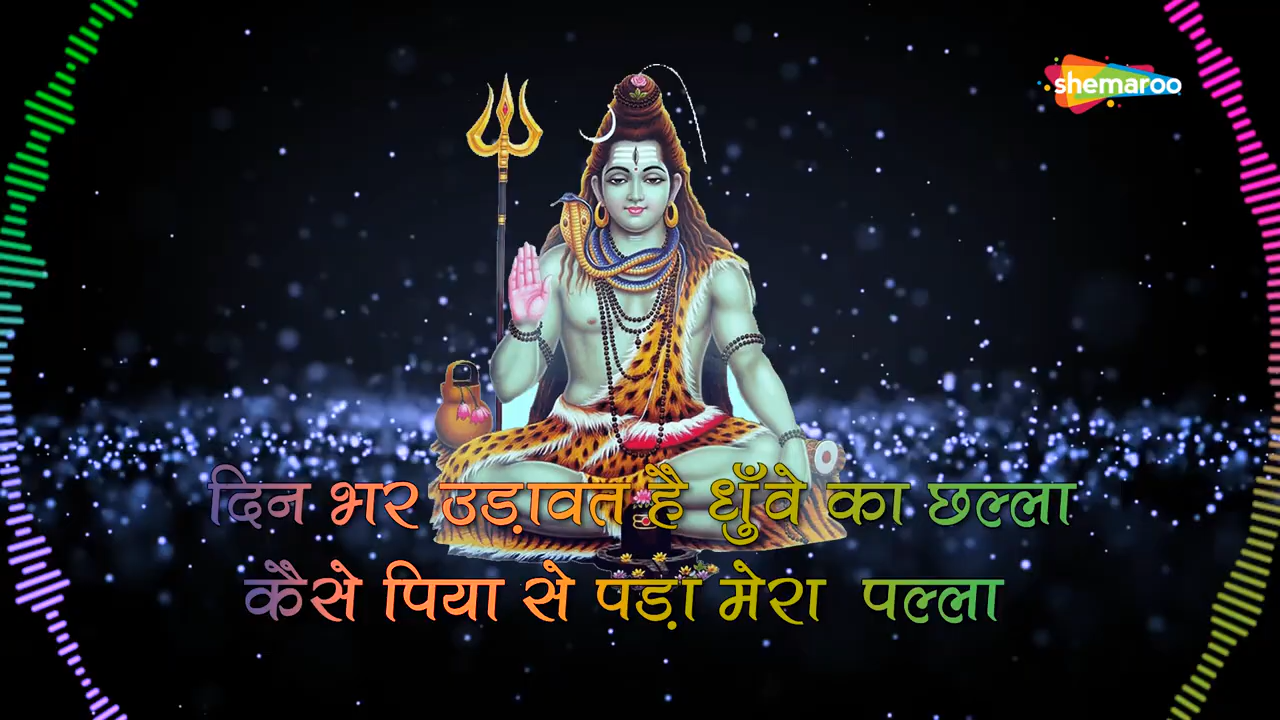 shemaroo
दिन भर उड़ावत है धुँवे का छल्ला
कैसे पिया से पड़ा मेरा पल्ला